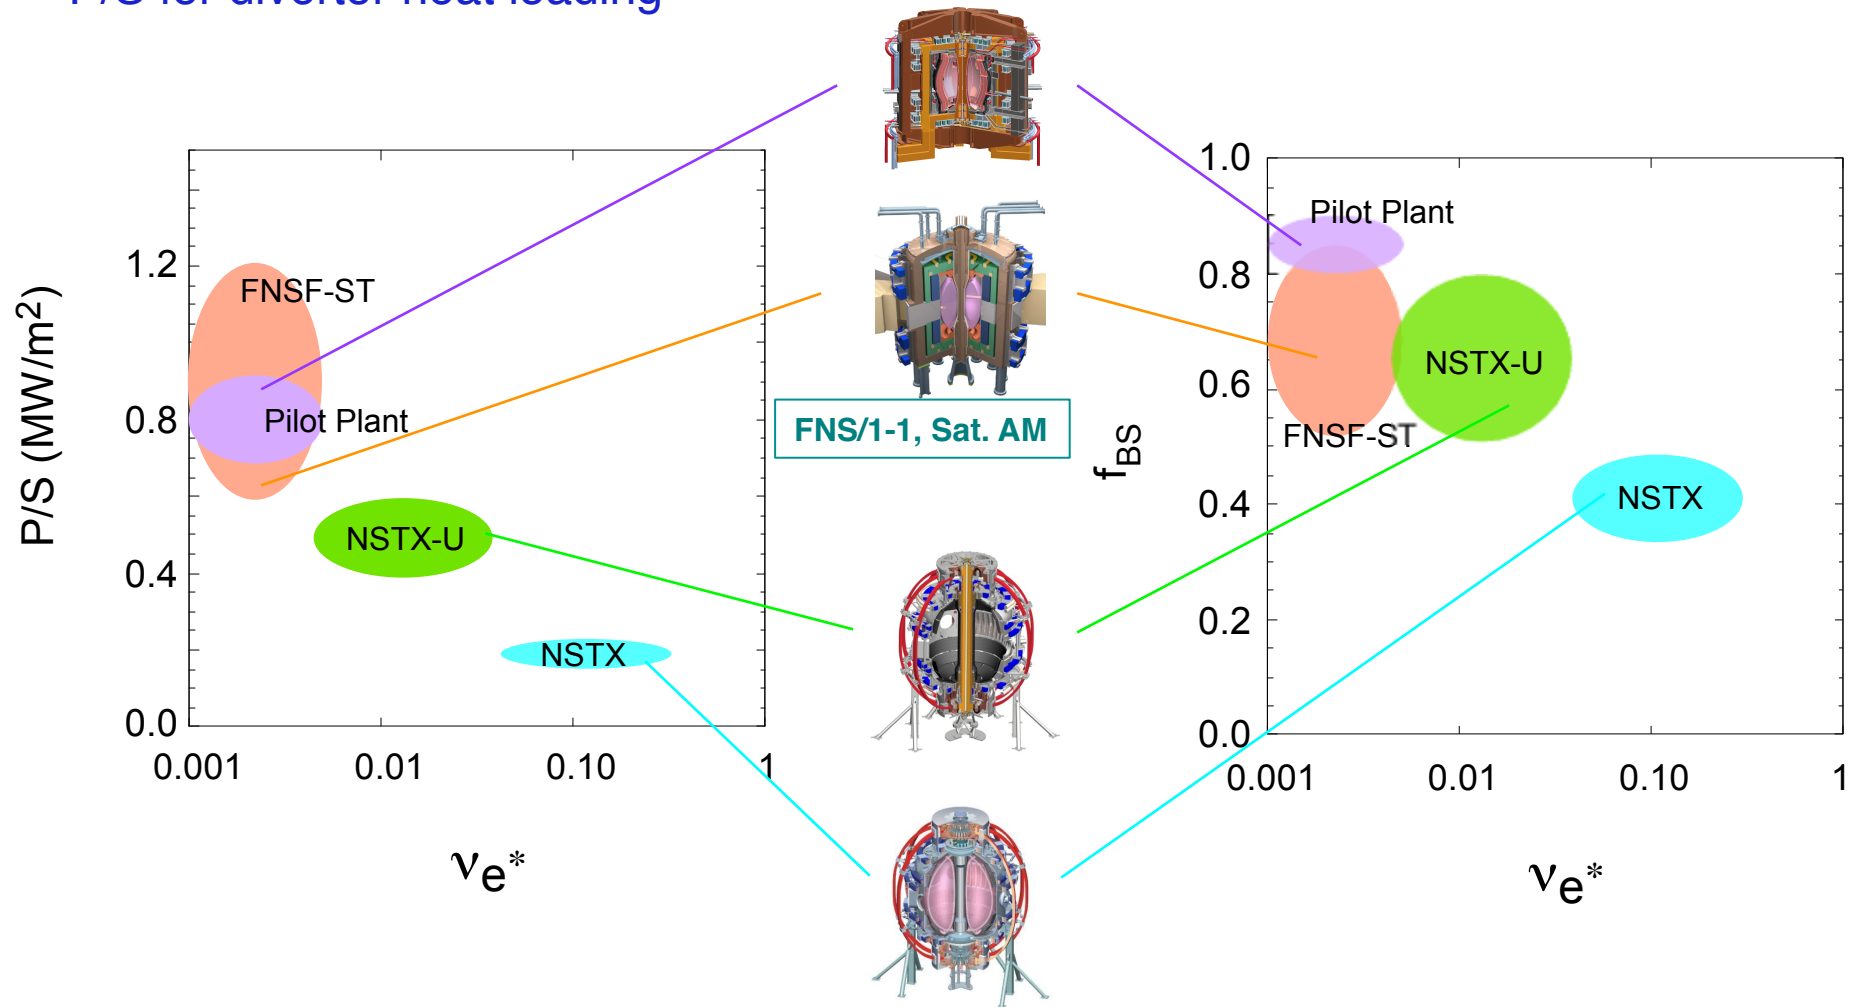 P/S for divertor heat loading
P/S (MW/m2)
1.2
0.8
0.4
0.0
FNSF-ST
Pilot Plant
NSTX-U
NSTX
0.001
0.01
0.10
1
νe*
FNS/1-1, Sat. AM
fBS
1.0
0.8
0.6
0.4
0.2
0.0
Pilot Plant
NSTX-U
FNSF-ST
NSTX
0.001
0.01
0.10
1
νe*